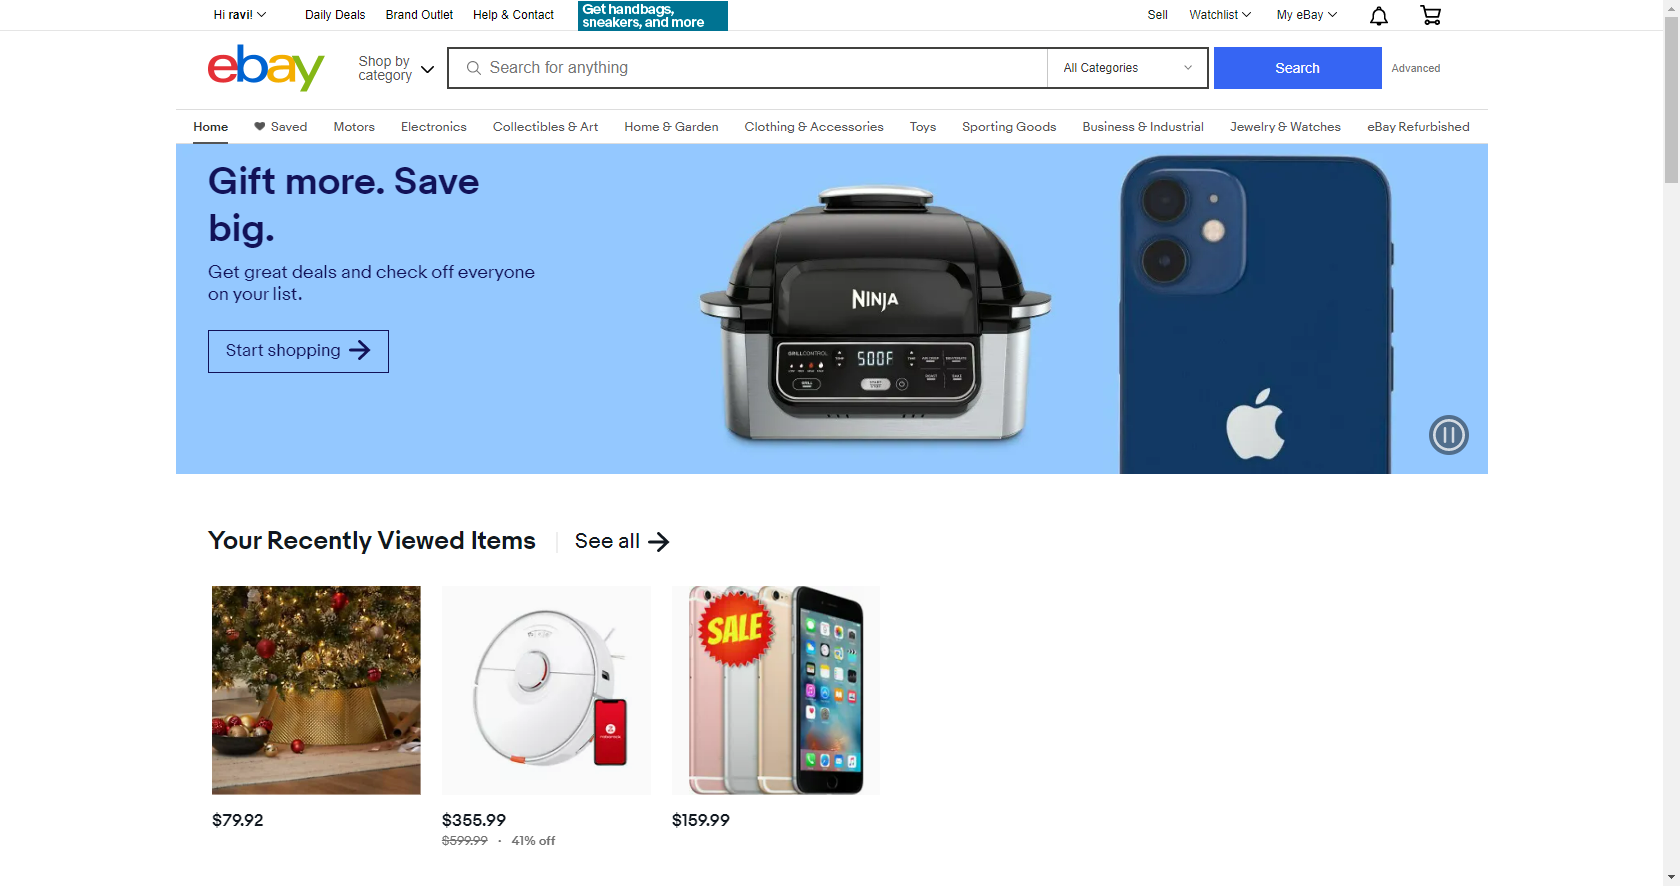 Hi ravi!
Daily Deals
Brand Outlet
Help & Contact
Get handbags,
sneakers, and more
Sell
Watchlist
My eBay
ebay
Shop by
category
Search for anything
All Categories
Search
Advanced
Home
Saved
Motors
Electronics
Collectibles & Art
Home & Garden
Clothing & Accessories
Toys
Sporting Goods
Business & Industrial
Jewelry & Watches
eBay Refurbished
Gift more. Save
big.
Get great deals and check off everyone
on your list.
Start shopping
NINJA
GRILLCONTROL
500F
Your Recently Viewed Items
See all
SALE
$79.92
$355.99
$599.99 · 41% off
$159.99